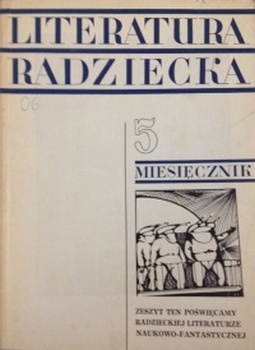 LITERATURA
RADZIECKA
06
5
MIESIĘCZNIK
ZESZYT TEN POŚWIĘCAMY
RADZIECKIEJ LITERATURZE
NAUKOWO-FANTASTYCZNEJ